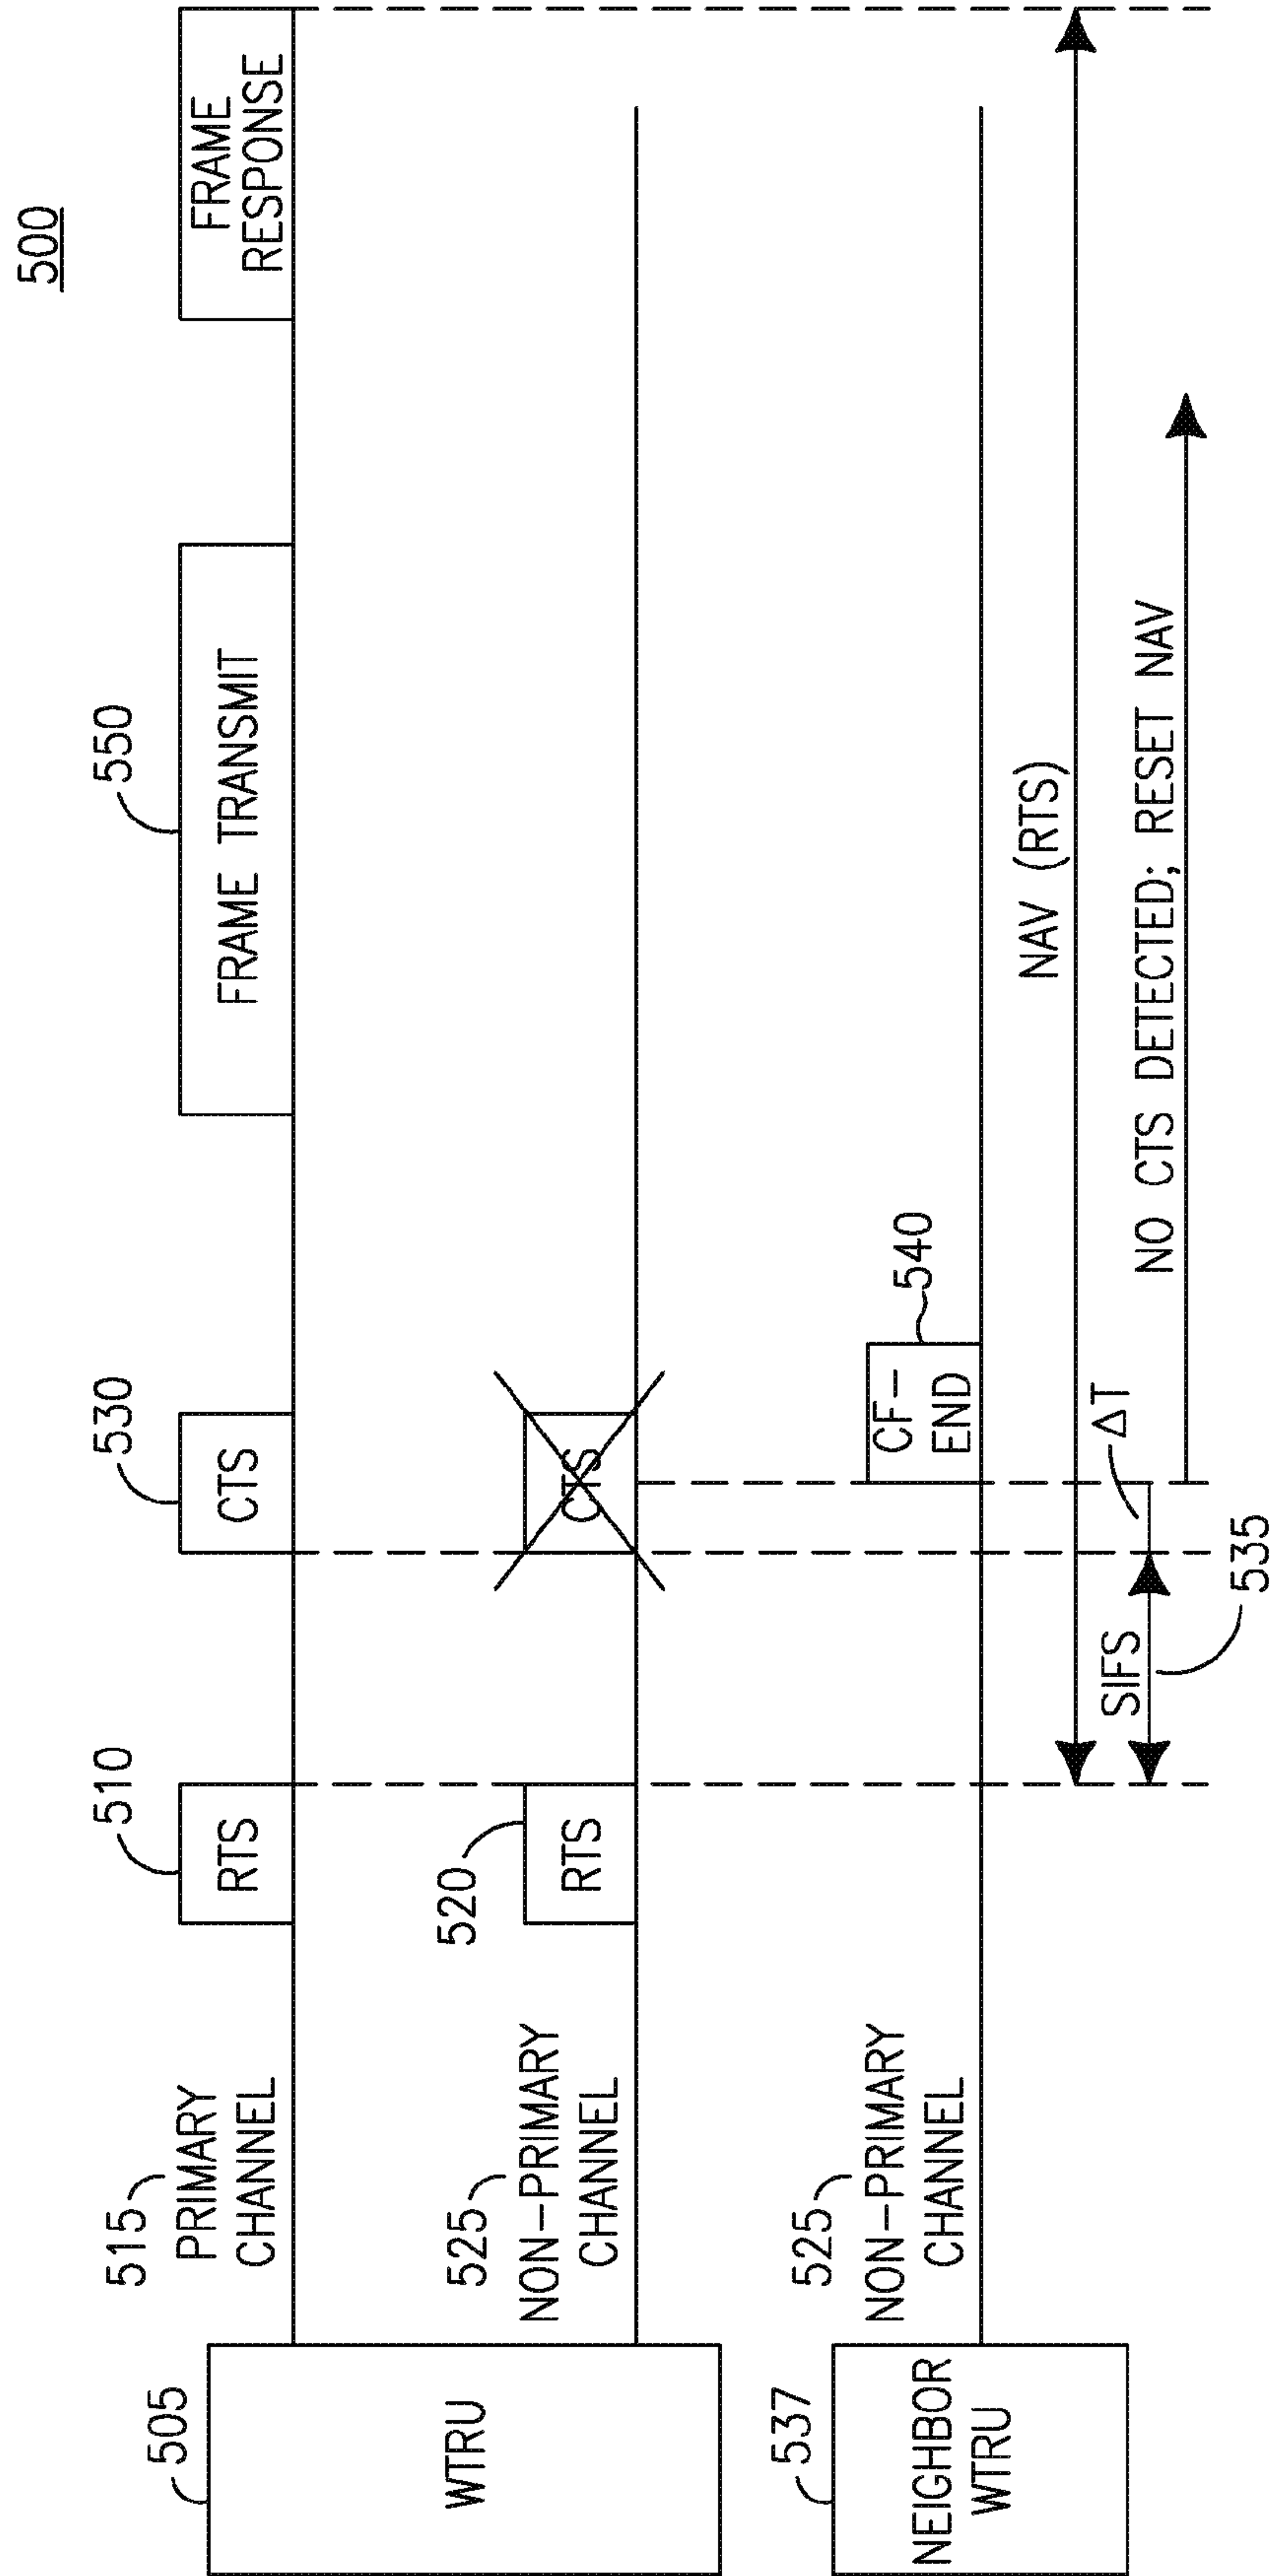 500
505
WTRU
515
PRIMARY
CHANNEL
510
RTS
530
CTS
550
FRAME TRANSMIT
FRAME
RESPONSE
525
NON-PRIMARY
CHANNEL
520
RTS
CTS
537
NEIGHBOR
WTRU
525
NON-PRIMARY
CHANNEL
CF-
END
540
NAV (RTS)
SIFS
ΔT
NO CTS DETECTED; RESET NAV
535